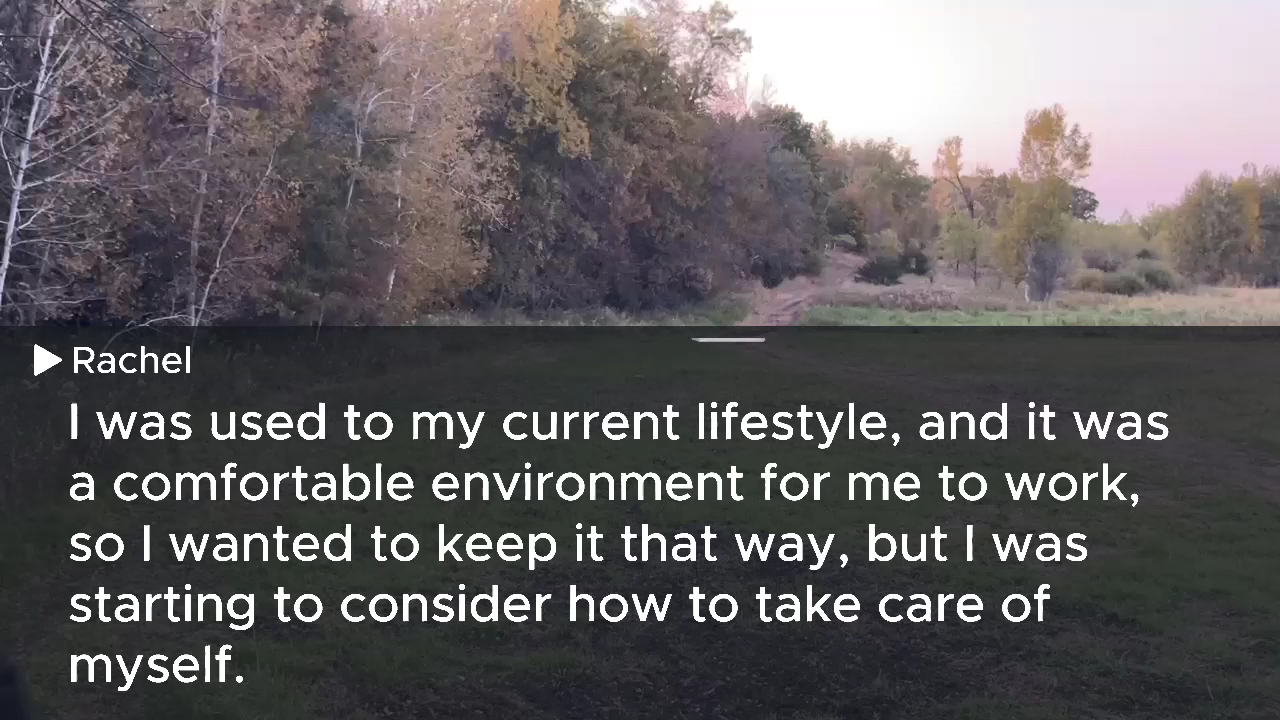 Rachel
I was used to my current lifestyle, and it was
a comfortable environment for me to work,
so I wanted to keep it that way, but I was
starting to consider how to take care of
myself.